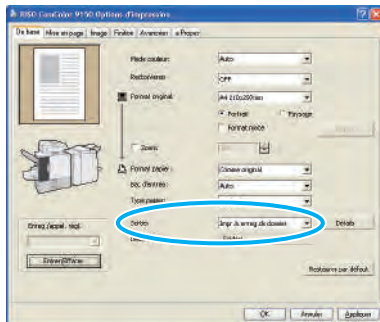 RISO ComColor 9150 Options d'impression
De base Mise en page Image Finition Avancées a Propos
Mode couleur: Auto
Recto/verso: OFF
Format original: A4 210x297mm
Portrait Paysage
Format mixte
Zoom
Format papier: Comme original
Bac d'entrée: Auto
Type papier:
Sortie: Impr & enreg ds dossier Détails
Enreg./appel. régl.
Entrer/Effacer
Restaurer par défaut
OK Annuler Appliquer